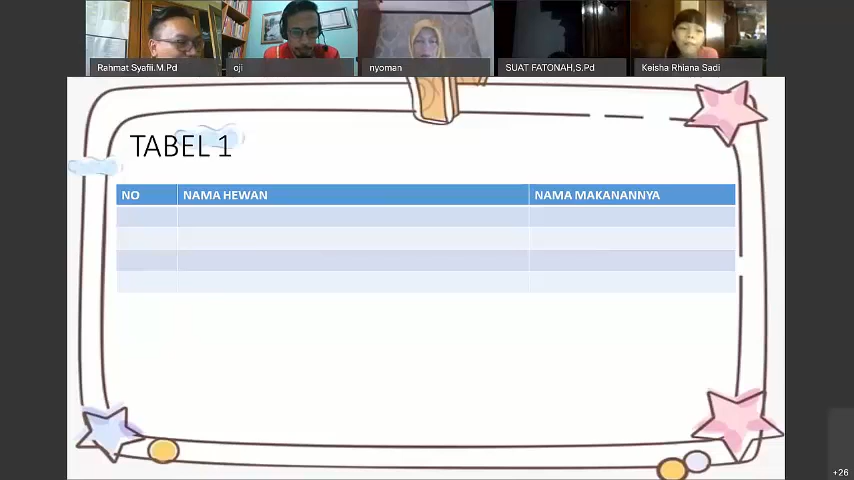 Rahmat Syafii.M.Pd
oji
nyoman
SUAT FATONAH,S.Pd
Keisha Rhiana Sadi
TABEL 1
NO NAMA HEWAN NAMA MAKANANNYA
+26